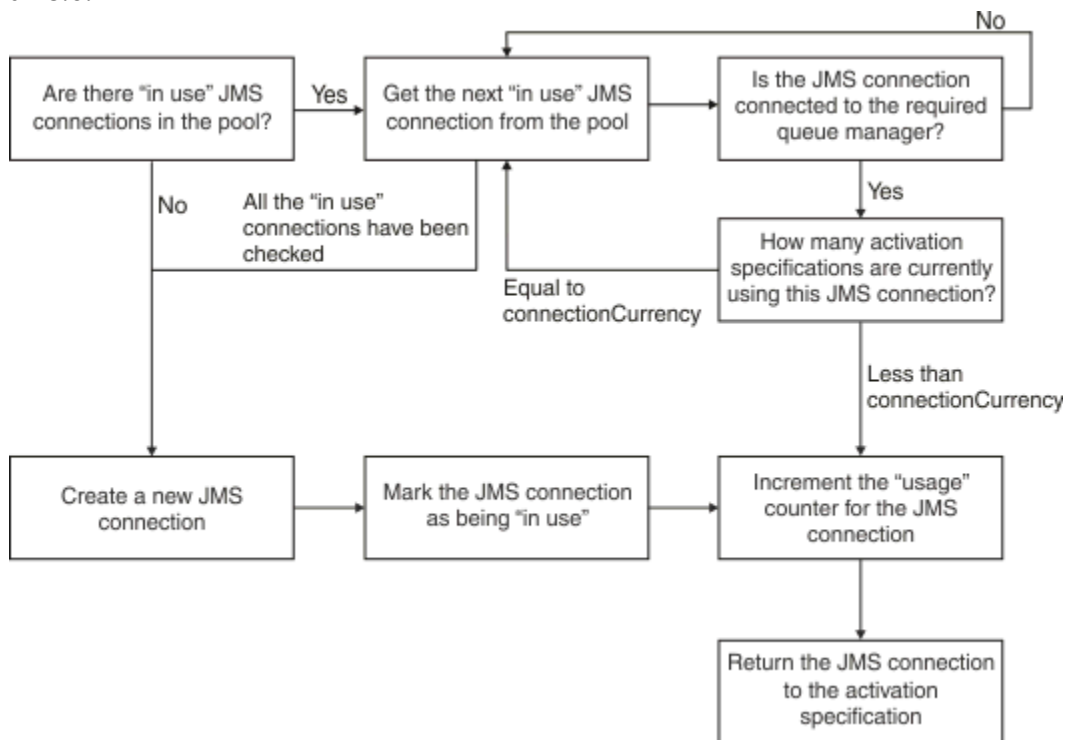 No
Are there “in use” JMS
connections in the pool?
Yes
Get the next “in use” JMS
connection from the pool
Is the JMS connection
connected to the required
queue manager?
No
All the “in use”
connections have been
checked
Yes
How many activation
specifications are currently
using this JMS connection?
Equal to
connectionCurrency
Less than
connectionCurrency
Create a new JMS
connection
Mark the JMS connection
as being “in use”
Increment the “usage”
counter for the JMS
connection
Return the JMS connection
to the activation
specification